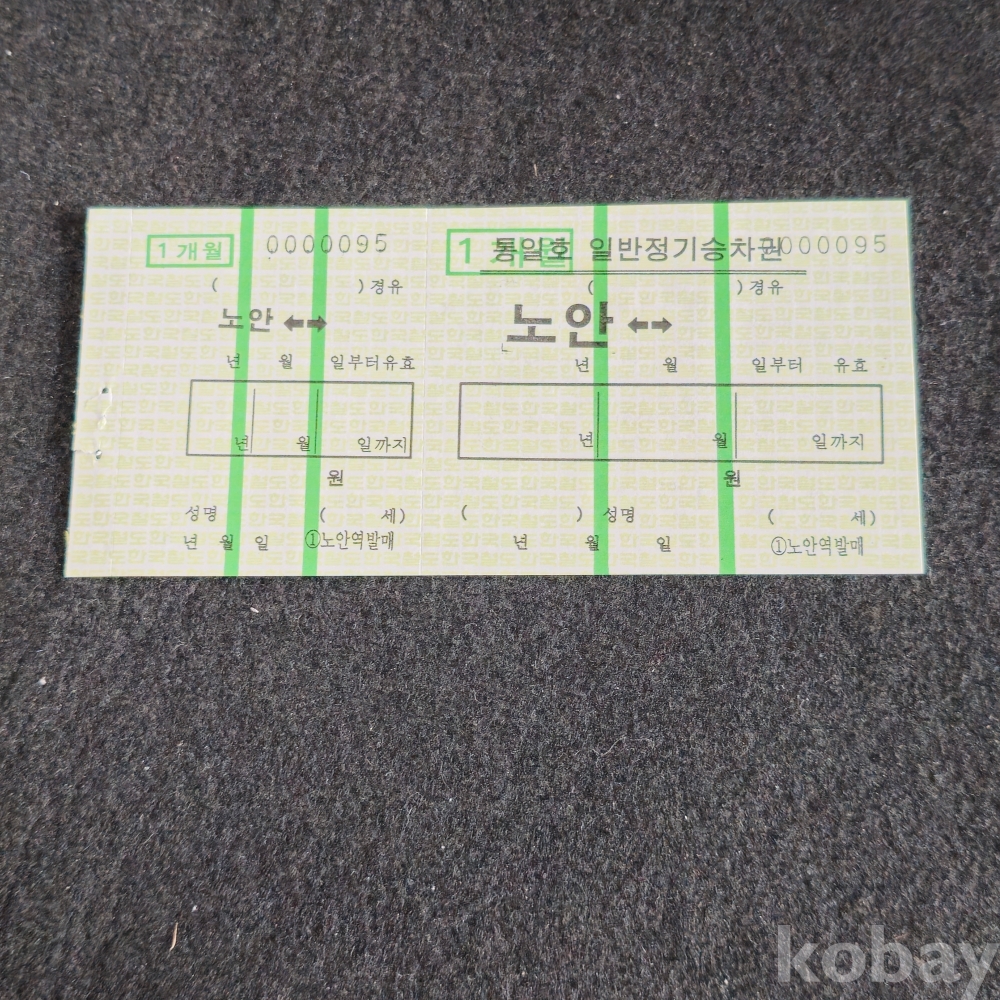 1개월 0000095
( )경유
노안
년 월 일부터유효
년 월 일까지
원
성명 ( 세)
년 월 일 ①노안역발매
1개월 통일호 일반정기승차권 0000095
( )경유
노안
년 월 일부터 유효
년 월 일까지
원
( ) 성명 ( 세)
년 월 일 ①노안역발매
kobay